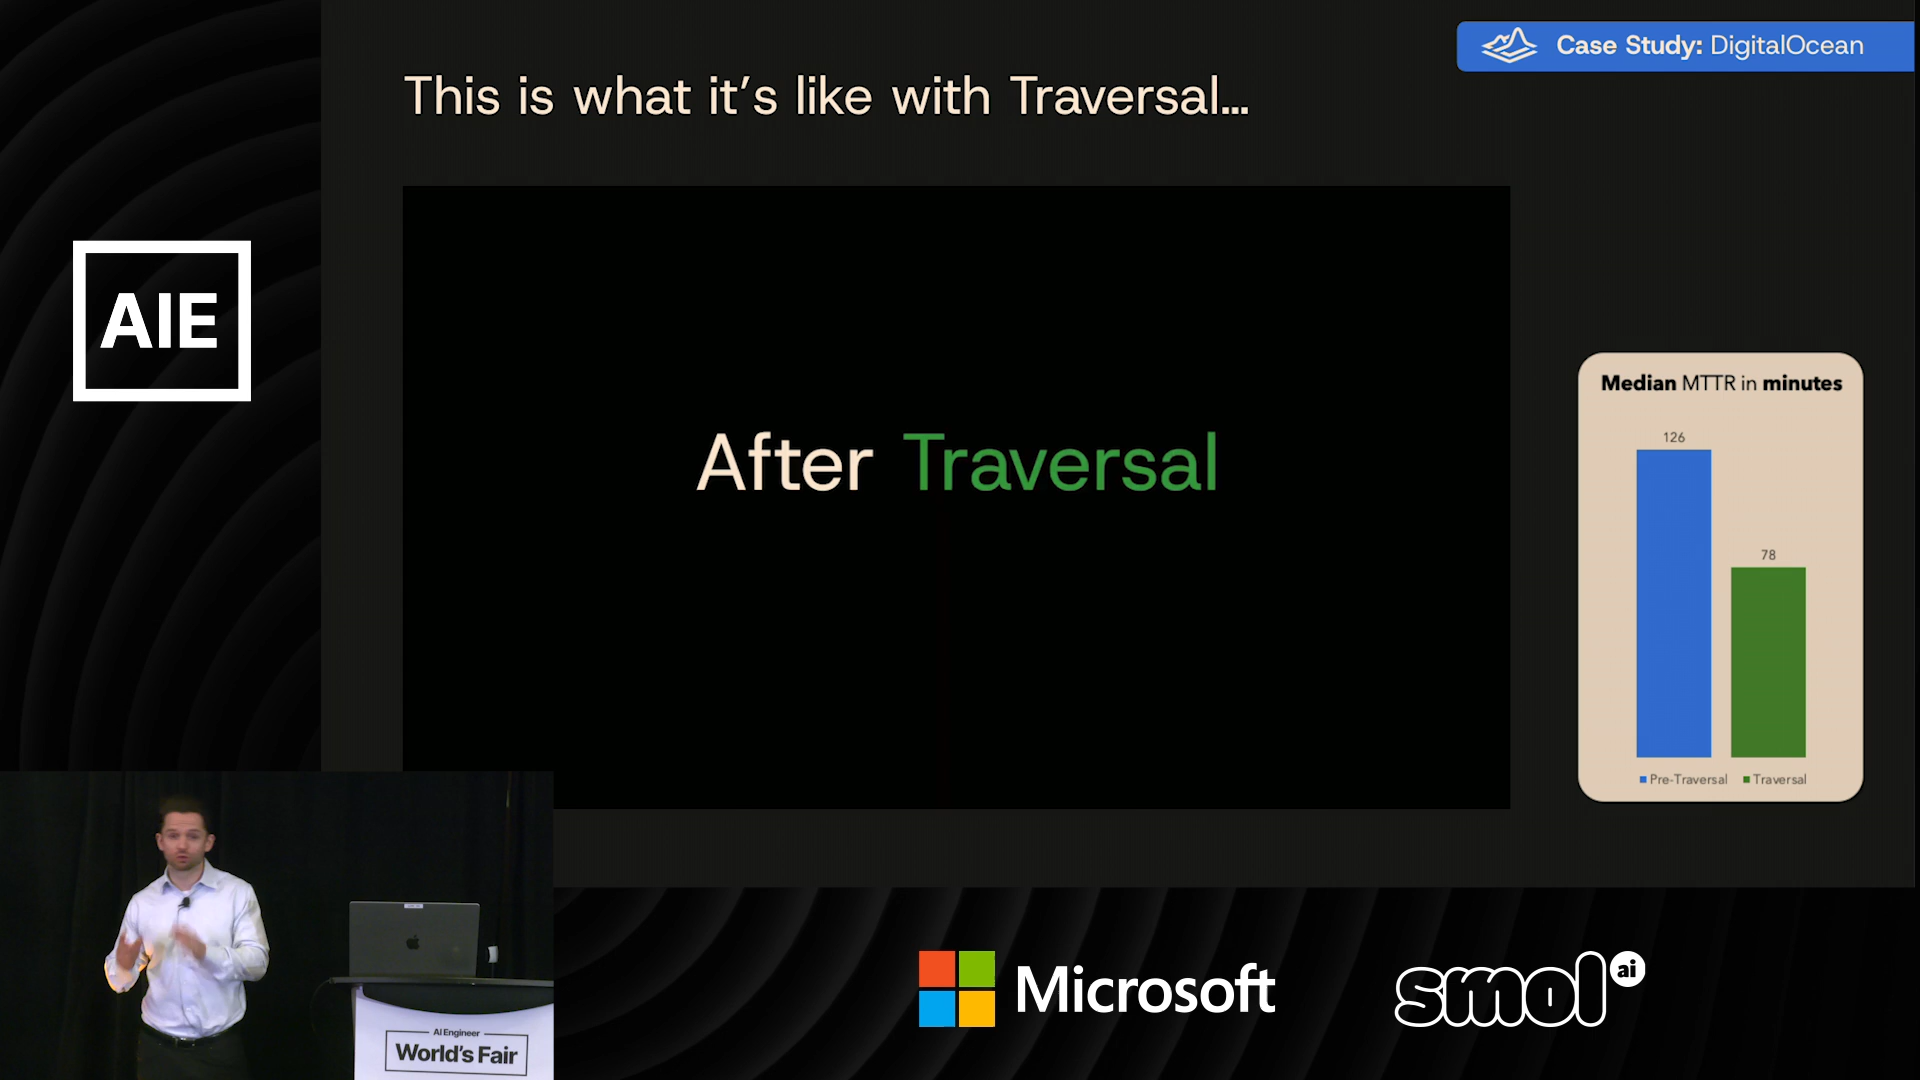 Case Study: DigitalOcean
This is what it’s like with Traversal...
AIE
After Traversal
Median MTTR in minutes
126
78
Pre-Traversal Traversal
AI Engineer
World's Fair
Microsoft
smol ai